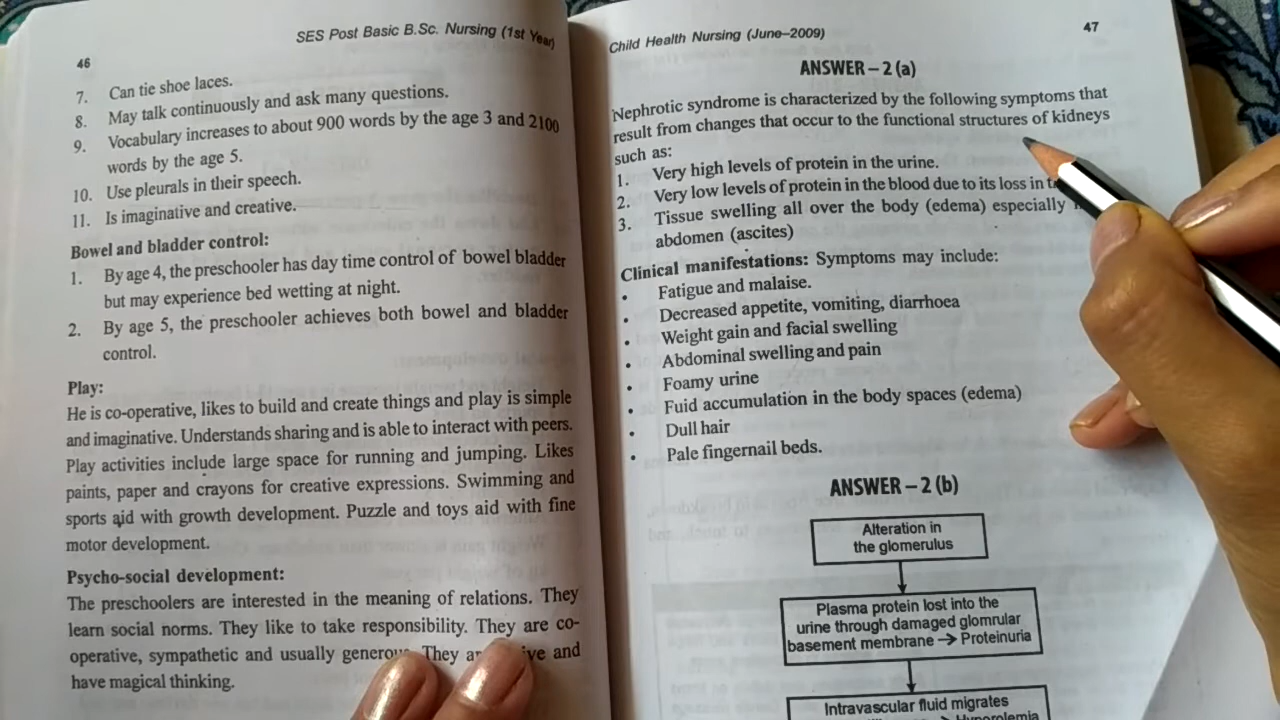 46
SES Post Basic B.Sc. Nursing (1st Year)
7. Can tie shoe laces.
8. May talk continuously and ask many questions.
9. Vocabulary increases to about 900 words by the age 3 and 2100
words by the age 5.
10. Use pleurals in their speech.
11. Is imaginative and creative.
Bowel and bladder control:
1. By age 4, the preschooler has day time control of bowel bladder
but may experience bed wetting at night.
2. By age 5, the preschooler achieves both bowel and bladder
control.
Play:
He is co-operative, likes to build and create things and play is simple
and imaginative. Understands sharing and is able to interact with peers.
Play activities include large space for running and jumping. Likes
paints, paper and crayons for creative expressions. Swimming and
sports aid with growth development. Puzzle and toys aid with fine
motor development.
Psycho-social development:
The preschoolers are interested in the meaning of relations. They
learn social norms. They like to take responsibility. They are co-
operative, sympathetic and usually They and
have magical thinking.
Child Health Nursing (June–2009)
47
ANSWER – 2 (a)
Nephrotic syndrome is characterized by the following symptoms that
result from changes that occur to the functional structures of kidneys
such as:
1. Very high levels of protein in the urine.
2. Very low levels of protein in the blood due to its loss in
3. Tissue swelling all over the body (edema) especially
abdomen (ascites)
Clinical manifestations: Symptoms may include:
• Fatigue and malaise.
• Decreased appetite, vomiting, diarrhoea
• Weight gain and facial swelling
• Abdominal swelling and pain
• Foamy urine
• Fuid accumulation in the body spaces (edema)
• Dull hair
• Pale fingernail beds.
ANSWER – 2 (b)
Alteration in
the glomerulus
Plasma protein lost into the
urine through damaged glomrular
basement membrane → Proteinuria
Intravascular fluid migrates